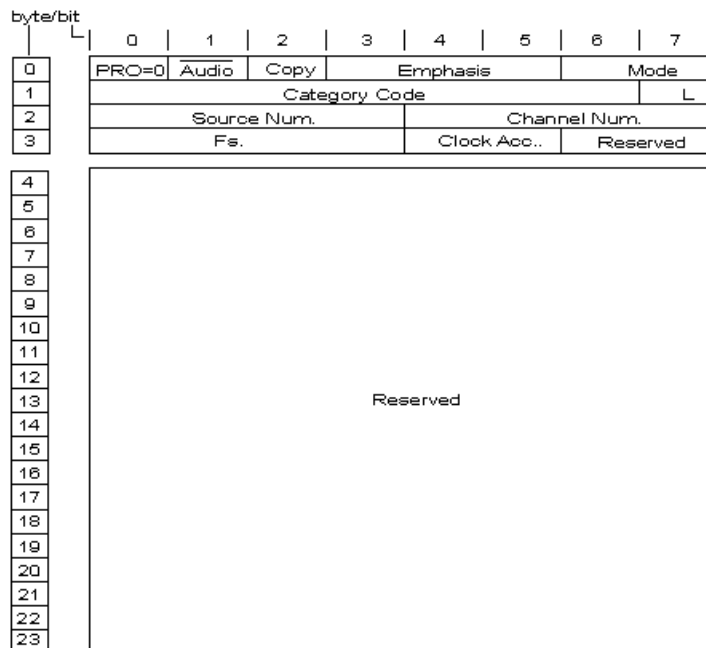 byte/bit
0 1 2 3 4 5 6 7
0 PRO=0 Audio Copy Emphasis Mode
1 Category Code L
2 Source Num. Channel Num.
3 Fs. Clock Acc.. Reserved
4
5
6
7
8
9
10
11
12
13 Reserved
14
15
16
17
18
19
20
21
22
23